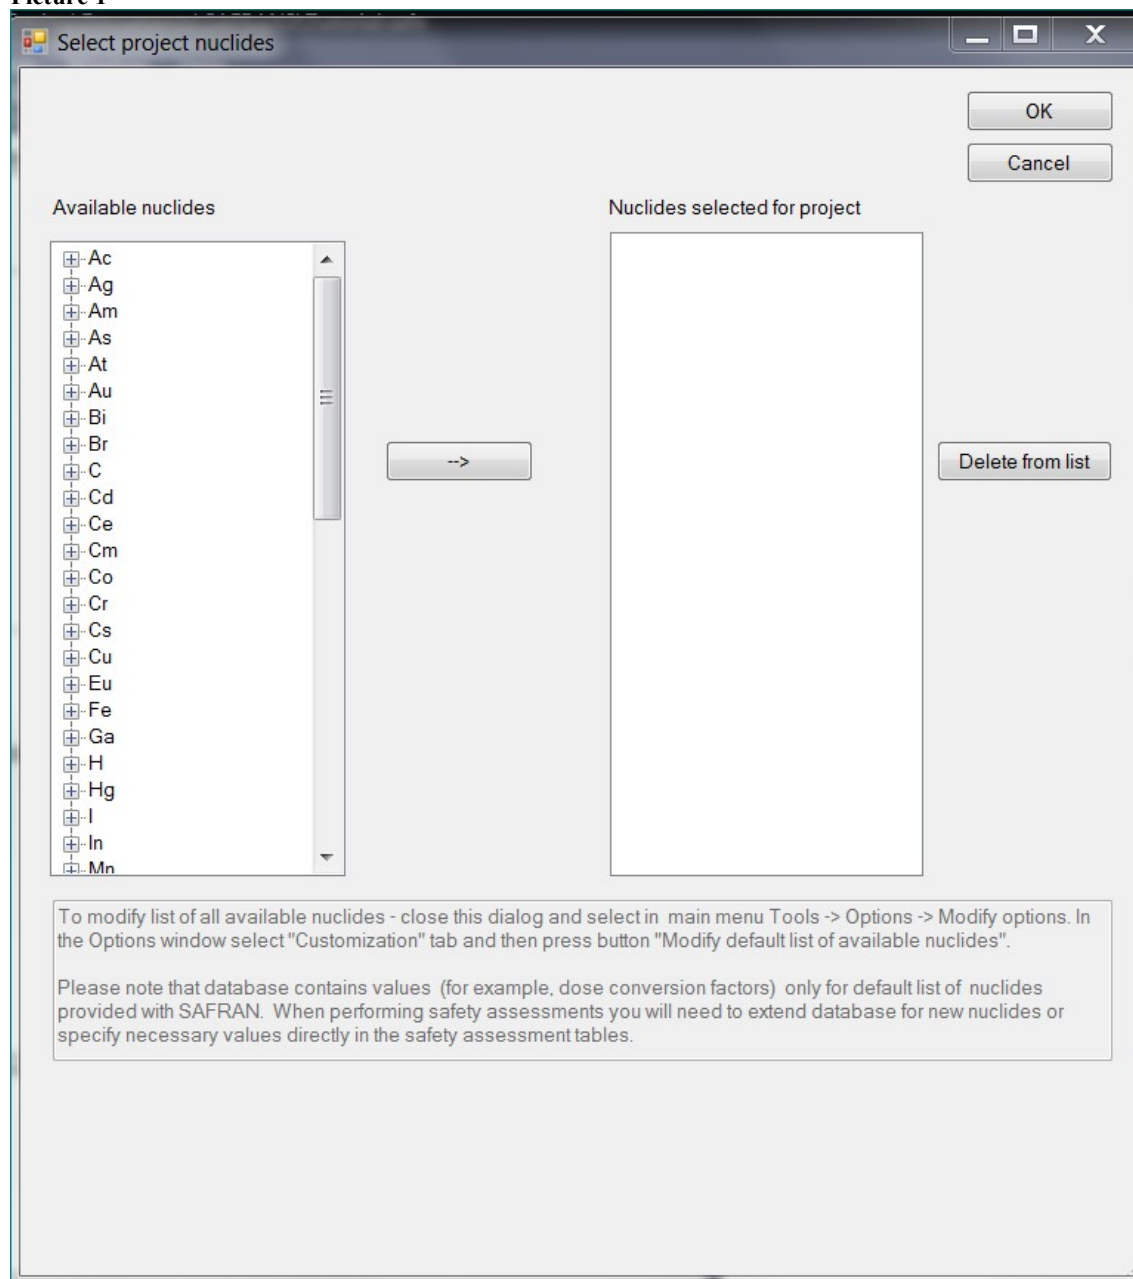 Picture 1
Select project nuclides
OK
Cancel
Available nuclides
Nuclides selected for project
Ac
Ag
Am
As
At
Au
Bi
Br
C
Cd
Ce
Cm
Co
Cr
Cs
Cu
Eu
Fe
Ga
H
Hg
I
In
Mn
-->
Delete from list
To modify list of all available nuclides - close this dialog and select in main menu Tools -> Options -> Modify options. In
the Options window select "Customization" tab and then press button "Modify default list of available nuclides".
Please note that database contains values (for example, dose conversion factors) only for default list of nuclides
provided with SAFRAN. When performing safety assessments you will need to extend database for new nuclides or
specify necessary values directly in the safety assessment tables.